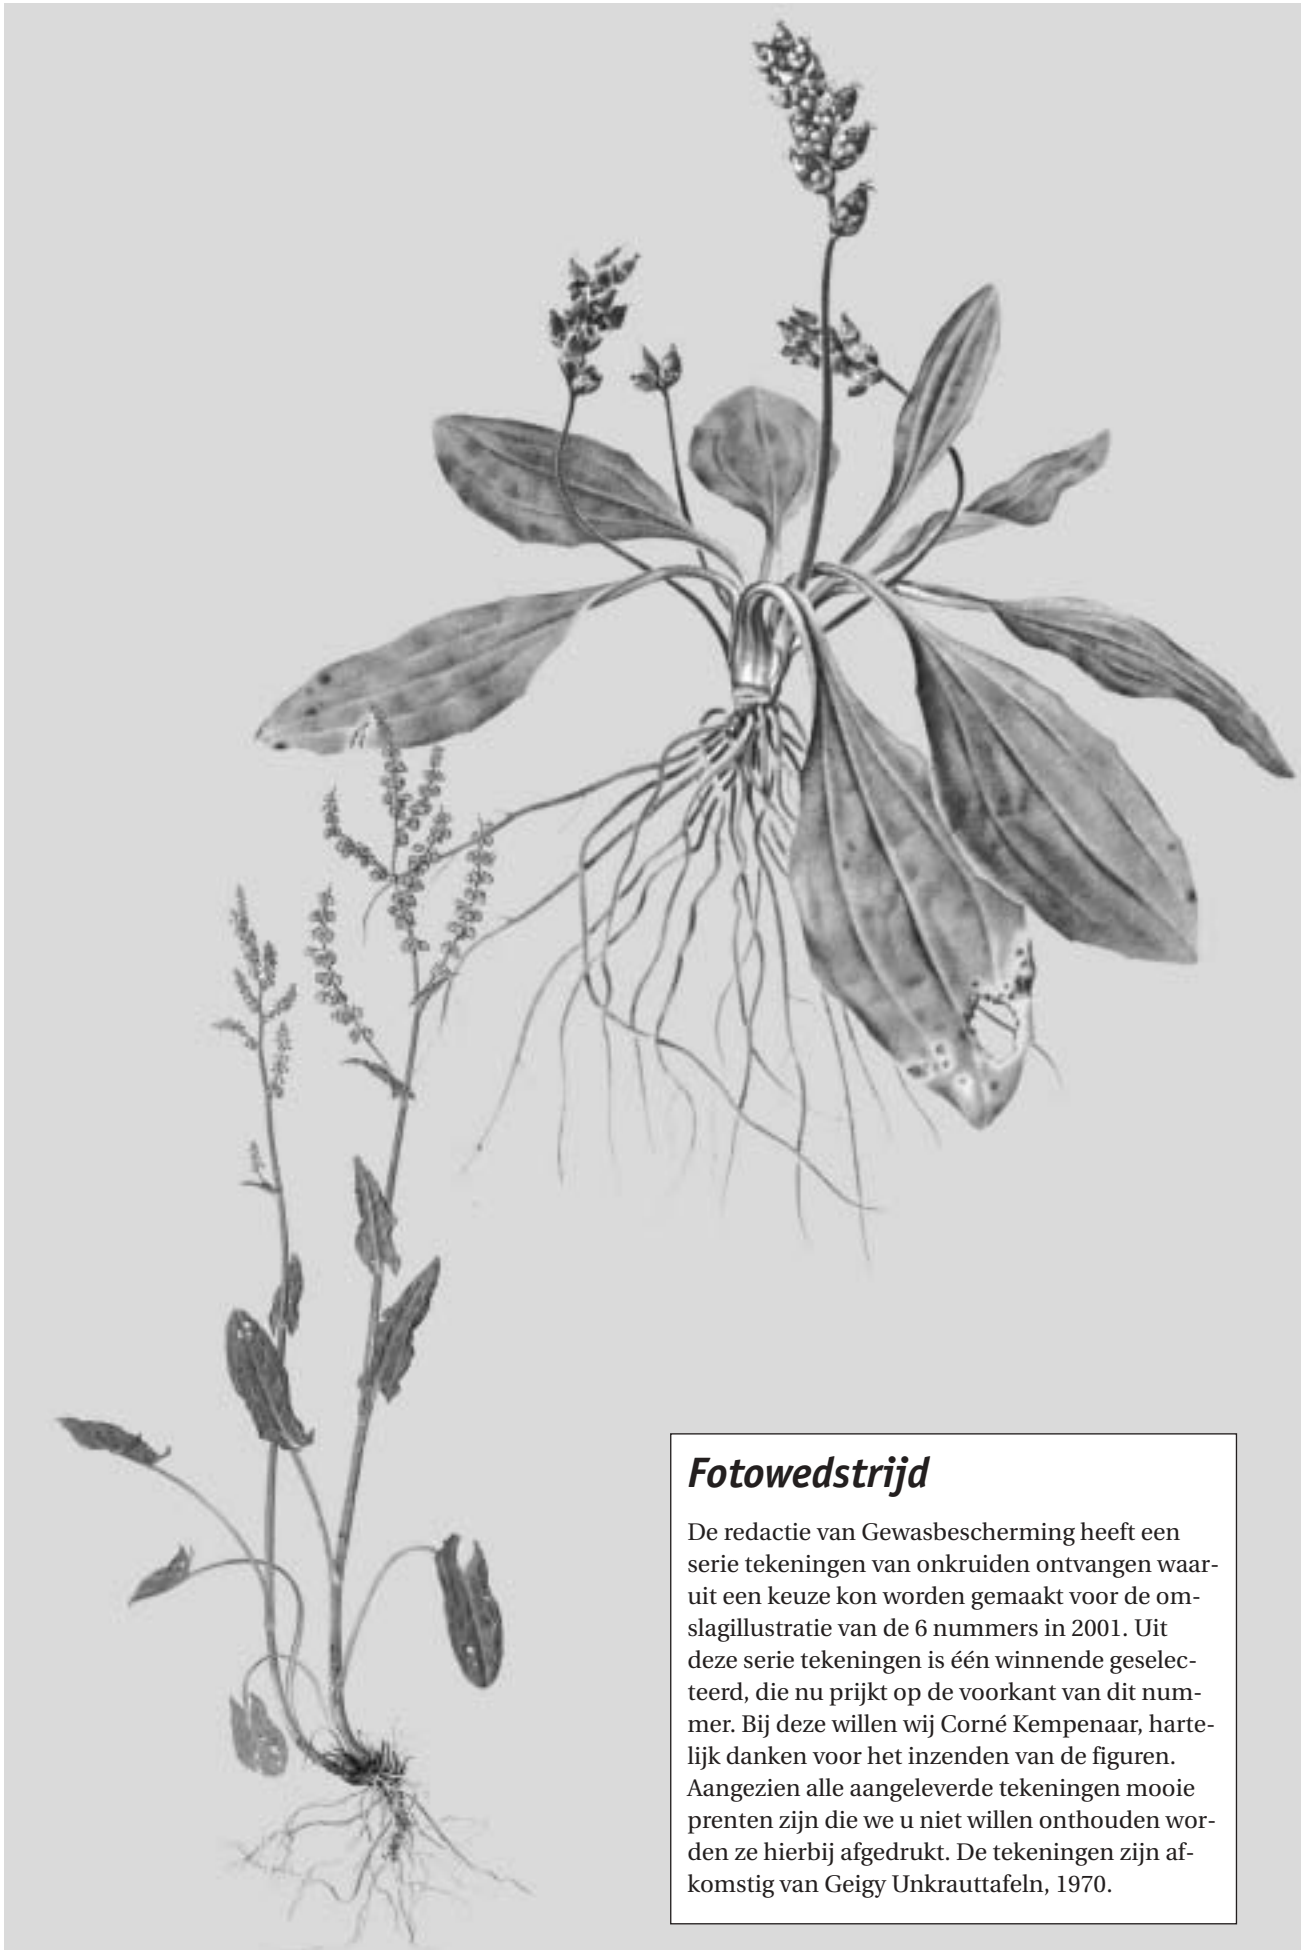 Fotowedstrijd
De redactie van Gewasbescherming heeft een
serie tekeningen van onkruiden ontvangen waar-
uit een keuze kon worden gemaakt voor de om-
slagillustratie van de 6 nummers in 2001. Uit
deze serie tekeningen is één winnende geselec-
teerd, die nu prijkt op de voorkant van dit num-
mer. Bij deze willen wij Corné Kempenaar, harte-
lijk danken voor het inzenden van de figuren.
Aangezien alle aangeleverde tekeningen mooie
prenten zijn die we u niet willen onthouden wor-
den ze hierbij afgedrukt. De tekeningen zijn af-
komstig van Geigy Unkrauttafeln, 1970.